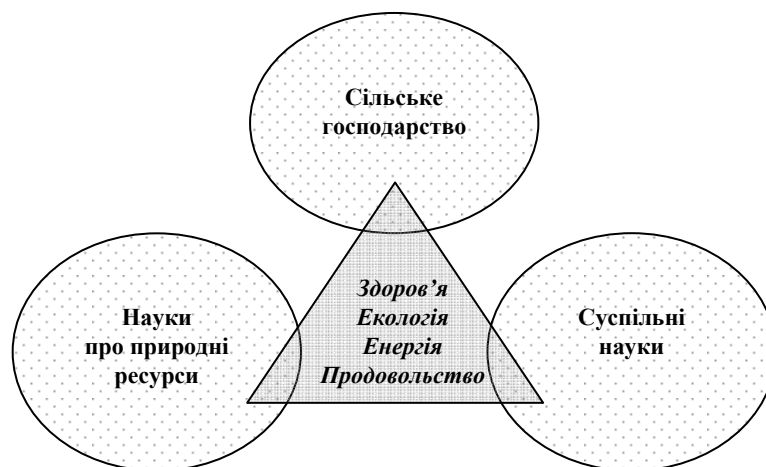 Сільське
господарство
Здоров’я
Екологія
Енергія
Продовольство
Науки
про природні
ресурси
Суспільні
науки